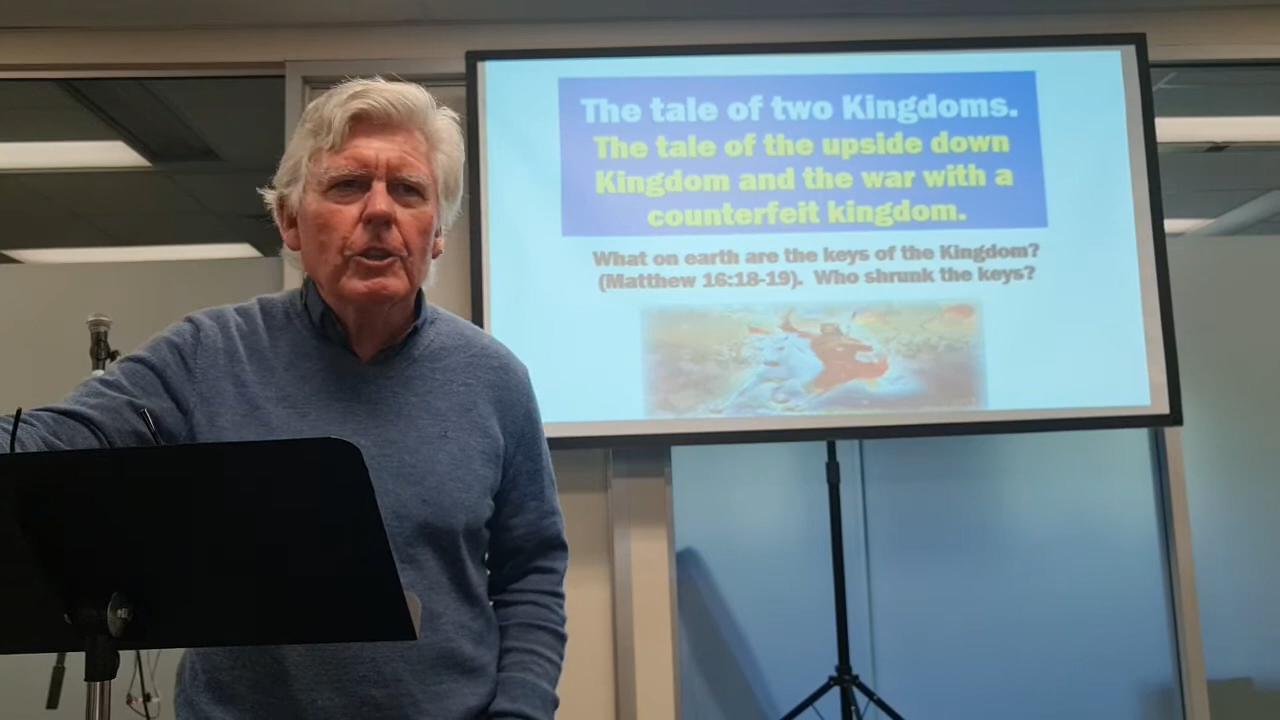 The tale of two Kingdoms.
The tale of the upside down
Kingdom and the war with a
counterfeit kingdom.
What on earth are the keys of the Kingdom?
(Matthew 16:18-19). Who shrunk the keys?